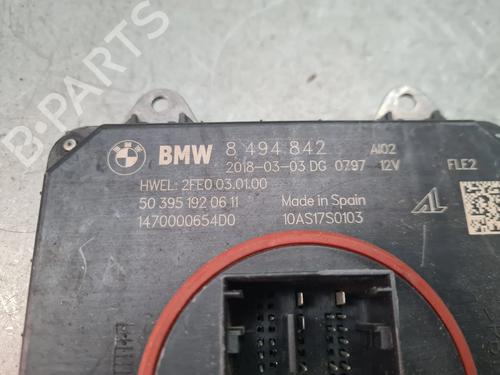 BMW 8 494 842 AI02
2018-03-03 DG 0797 12V FLE2
HWEL: 2FE0 03.01.00
50 395 192 06 11 Made in Spain
1470000654D0 10AS17S0103
B-PARTS